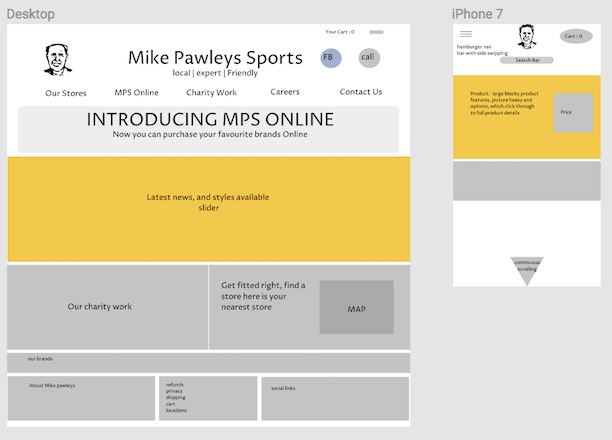 Desktop
Your Cart : 0
Mike Pawleys Sports
local | expert | Friendly
FB
call
Our Stores
MPS Online
Charity Work
Careers
Contact Us
INTRODUCING MPS ONLINE
Now you can purchase your favourite brands Online
Latest news, and styles available
slider
Our charity work
Get fitted right, find a
store here is your
nearest store
MAP
our brands
About Mike pawleys
refunds
privacy
shipping
cart
locations
social links
iPhone 7
Cart : 0
hamburger nav
bar with side swipping
Search Bar
Product: large blocky product
features, picture heavy and
options, which click through
to full product details
Price
continuous
scrolling